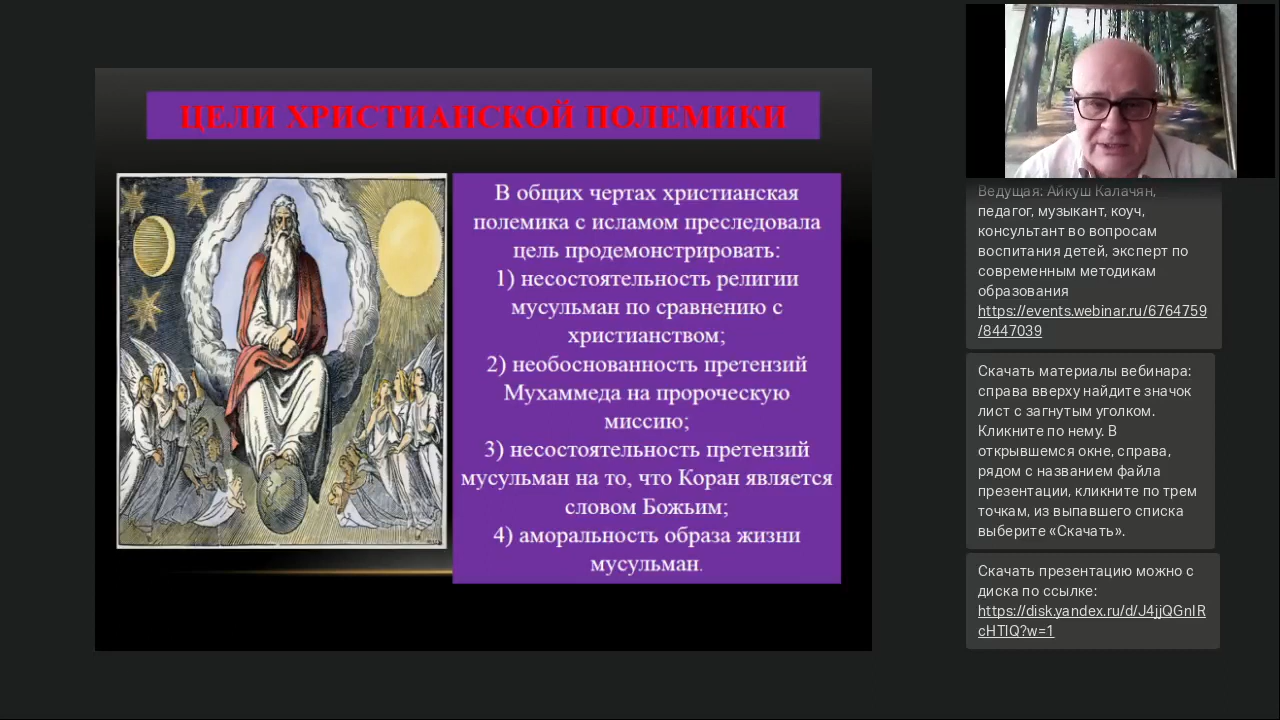 ЦЕЛИ ХРИСТИАНСКОЙ ПОЛЕМИКИ
В общих чертах христианская
полемика с исламом преследовала
цель продемонстрировать:
1) несостоятельность религии
мусульман по сравнению с
христианством;
2) необоснованность претензий
Мухаммеда на пророческую
миссию;
3) несостоятельность претензий
мусульман на то, что Коран является
словом Божьим;
4) аморальность образа жизни
мусульман.
Ведущая: Айкуш Калачян,
педагог, музыкант, коуч,
консультант во вопросам
воспитания детей, эксперт по
современным методикам
образования
https://events.webinar.ru/6764759
/8447039
Скачать материалы вебинара:
справа вверху найдите значок
лист с загнутым уголком.
Кликните по нему. В
открывшемся окне, справа,
рядом с названием файла
презентации, кликните по трем
точкам, из выпавшего списка
выберите «Скачать».
Скачать презентацию можно с
диска по ссылке:
https://disk.yandex.ru/d/J4jjQGnIR
cHTlQ?w=1